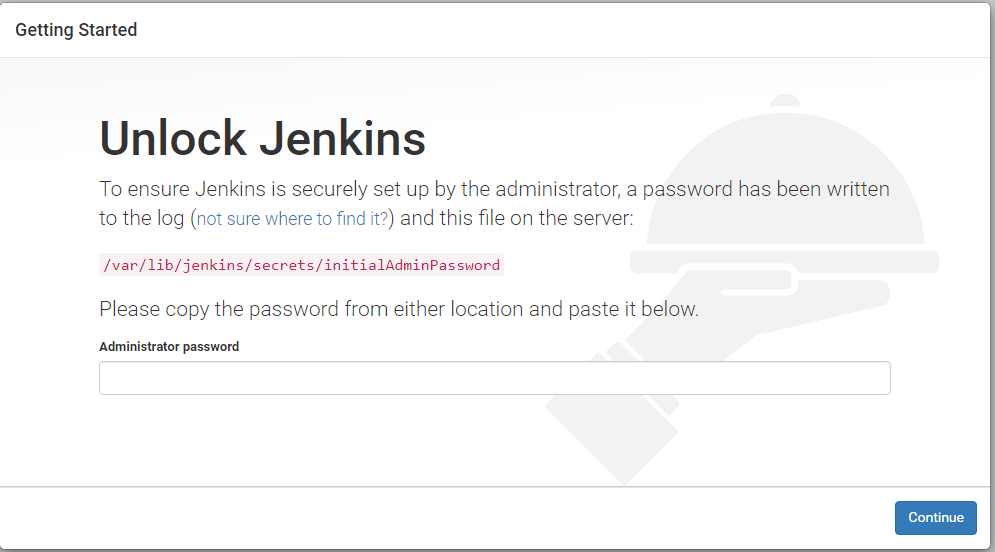 Getting Started
Unlock Jenkins
To ensure Jenkins is securely set up by the administrator, a password has been written
to the log (not sure where to find it?) and this file on the server:
/var/lib/jenkins/secrets/initialAdminPassword
Please copy the password from either location and paste it below.
Administrator password
Continue